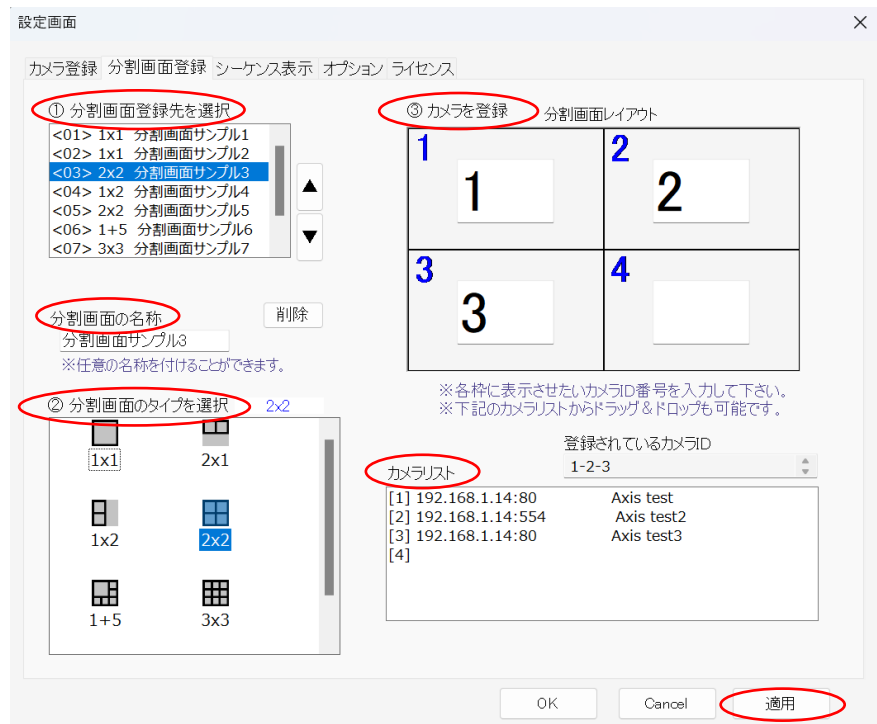 設定画面
カメラ登録 分割画面登録 シーケンス表示 オプション ライセンス
① 分割画面登録先を選択
<01> 1x1 分割画面サンプル1
<02> 1x1 分割画面サンプル2
<03> 2x2 分割画面サンプル3
<04> 1x2 分割画面サンプル4
<05> 2x2 分割画面サンプル5
<06> 1+5 分割画面サンプル6
<07> 3x3 分割画面サンプル7
▲
▼
分割画面の名称
削除
分割画面サンプル3
※任意の名称を付けることができます。
② 分割画面のタイプを選択 2x2
1x1 2x1
1x2 2x2
1+5 3x3
③ カメラを登録 分割画面レイアウト
1 2
1 2
3 4
3
※各枠に表示させたいカメラID番号を入力して下さい。
※下記のカメラリストからドラッグ＆ドロップも可能です。
登録されているカメラID
カメラリスト 1-2-3
[1] 192.168.1.14:80 Axis test
[2] 192.168.1.14:554 Axis test2
[3] 192.168.1.14:80 Axis test3
[4]
OK Cancel 適用